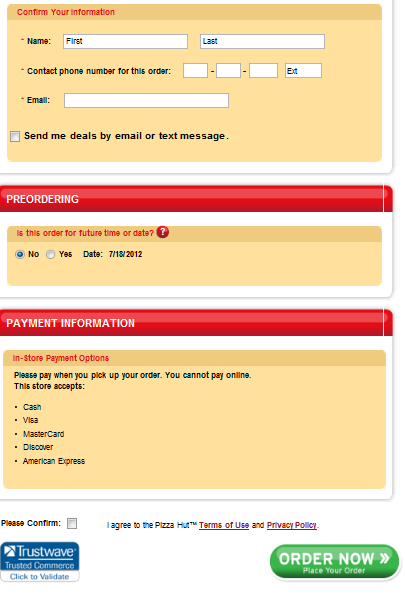 Confirm Your Information
* Name: First Last
* Contact phone number for this order: - - Ext
* Email:
Send me deals by email or text message.
PREORDERING
Is this order for future time or date? ?
No Yes Date: 7/18/2012
PAYMENT INFORMATION
In-Store Payment Options
Please pay when you pick up your order. You cannot pay online.
This store accepts:
• Cash
• Visa
• MasterCard
• Discover
• American Express
Please Confirm: I agree to the Pizza Hut™ Terms of Use and Privacy Policy.
Trustwave®
Trusted Commerce
Click to Validate
ORDER NOW »
Place Your Order